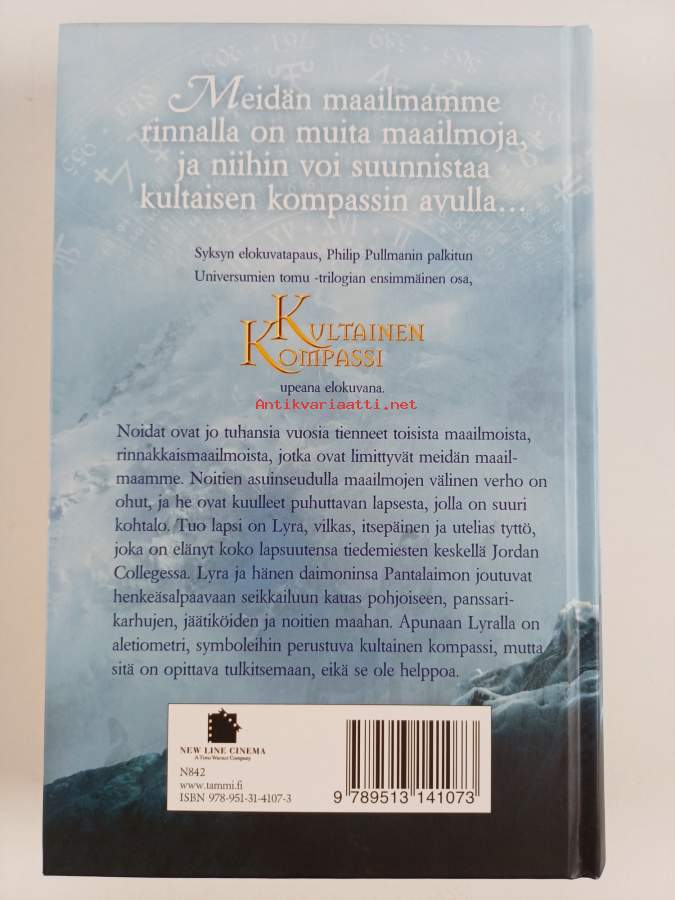 Meidän maailmamme
rinnalla on muita maailmoja,
ja niihin voi suunnistaa
kultaisen kompassin avulla...
Syksyn elokuvatapaus, Philip Pullmanin palkitun
Universumien tomu -trilogian ensimmäinen osa,
KULTAINEN
KOMPASSI
upeana elokuvana.
Antikvariaatti.net
Noidat ovat jo tuhansia vuosia tienneet toisista maailmoista,
rinnakkaismaailmoista, jotka ovat limittyvät meidän maail-
maamme. Noitien asuinseudulla maailmojen välinen verho on
ohut, ja he ovat kuulleet puhuttavan lapsesta, jolla on suuri
kohtalo. Tuo lapsi on Lyra, vilkas, itsepäinen ja utelias tyttö,
joka on elänyt koko lapsuutensa tiedemiesten keskellä Jordan
Collegessa. Lyra ja hänen daimoninsa Pantalaimon joutuvat
henkeäsalpaavaan seikkailuun kauas pohjoiseen, panssari-
karhujen, jäätiköiden ja noitien maahan. Apunaan Lyralla on
aletiometri, symboleihin perustuva kultainen kompassi, mutta
sitä on opittava tulkitsemaan, eikä se ole helppoa.
NEW LINE CINEMA
A Time Warner Company
N842
www.tammi.fi
ISBN 978-951-31-4107-3
9 789513 141073